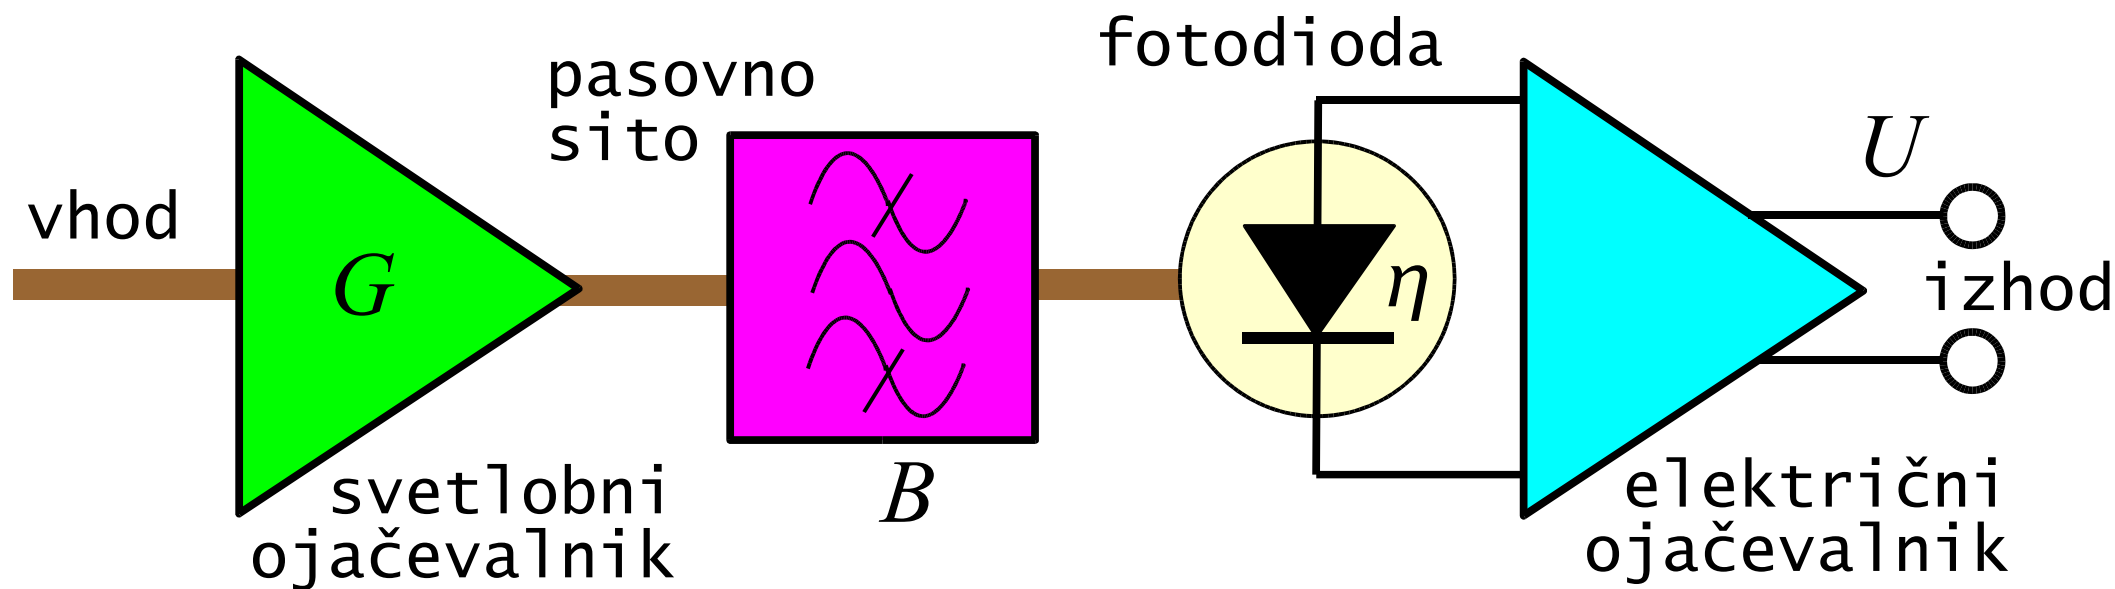 vhod
G
svetlobni
ojačevalnik
pasovno
sito
B
fotodioda
η
električni
ojačevalnik
U
izhod